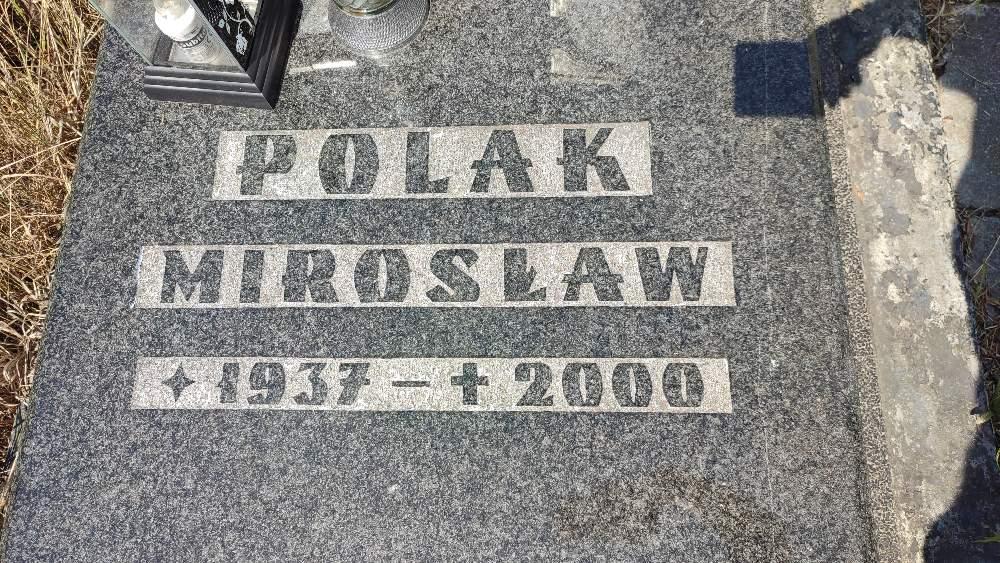 POLAK
MIROSŁAW
✦ 1937 – ✝ 2000